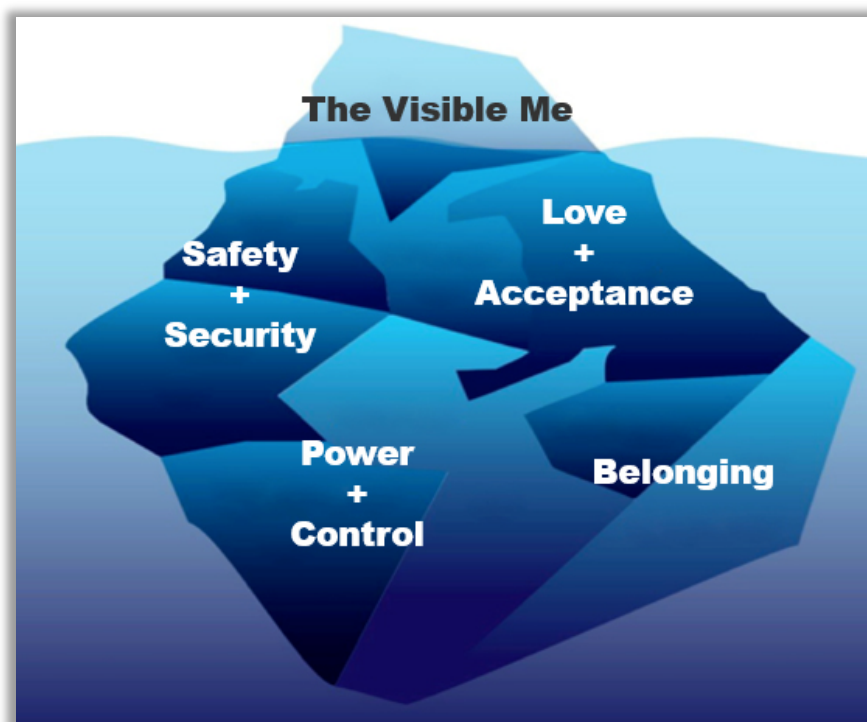 The Visible Me
Safety
+
Security
Love
+
Acceptance
Power
+
Control
Belonging